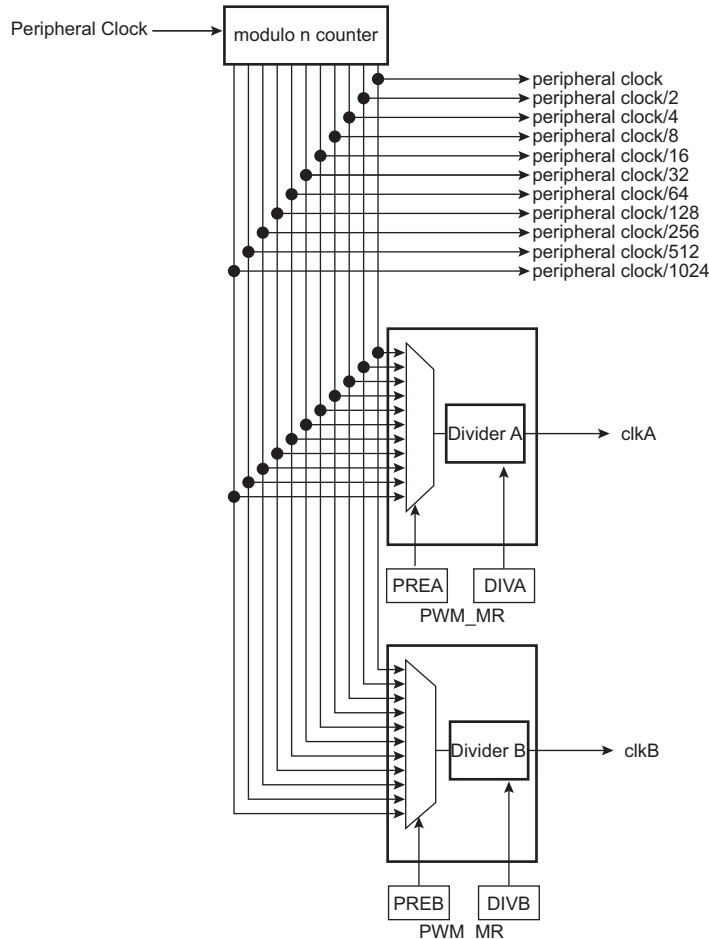 Peripheral Clock
modulo n counter
peripheral clock
peripheral clock/2
peripheral clock/4
peripheral clock/8
peripheral clock/16
peripheral clock/32
peripheral clock/64
peripheral clock/128
peripheral clock/256
peripheral clock/512
peripheral clock/1024
Divider A
clkA
PREA
DIVA
PWM_MR
Divider B
clkB
PREB
DIVB
PWM_MR